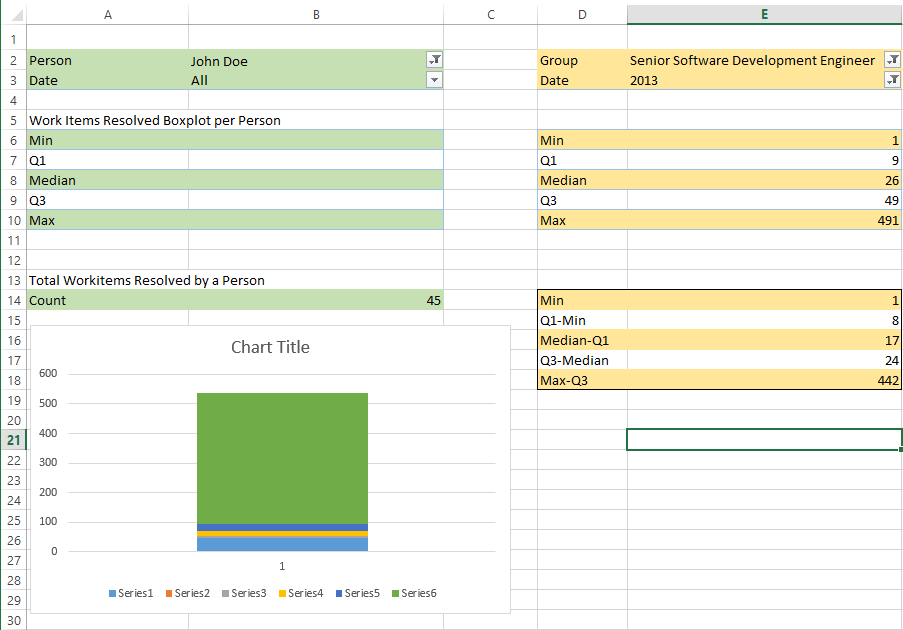 A B C D E
1
2 Person John Doe Group Senior Software Development Engineer
3 Date All Date 2013
4
5 Work Items Resolved Boxplot per Person
6 Min Min 1
7 Q1 Q1 9
8 Median Median 26
9 Q3 Q3 49
10 Max Max 491
11
12
13 Total Workitems Resolved by a Person
14 Count 45 Min 1
15 Q1-Min 8
16 Median-Q1 17
17 Q3-Median 24
18 Max-Q3 442
19
20
21
22
23
24
25
26
27
28
29
30
Chart Title
600
500
400
300
200
100
0
1
Series1 Series2 Series3 Series4 Series5 Series6